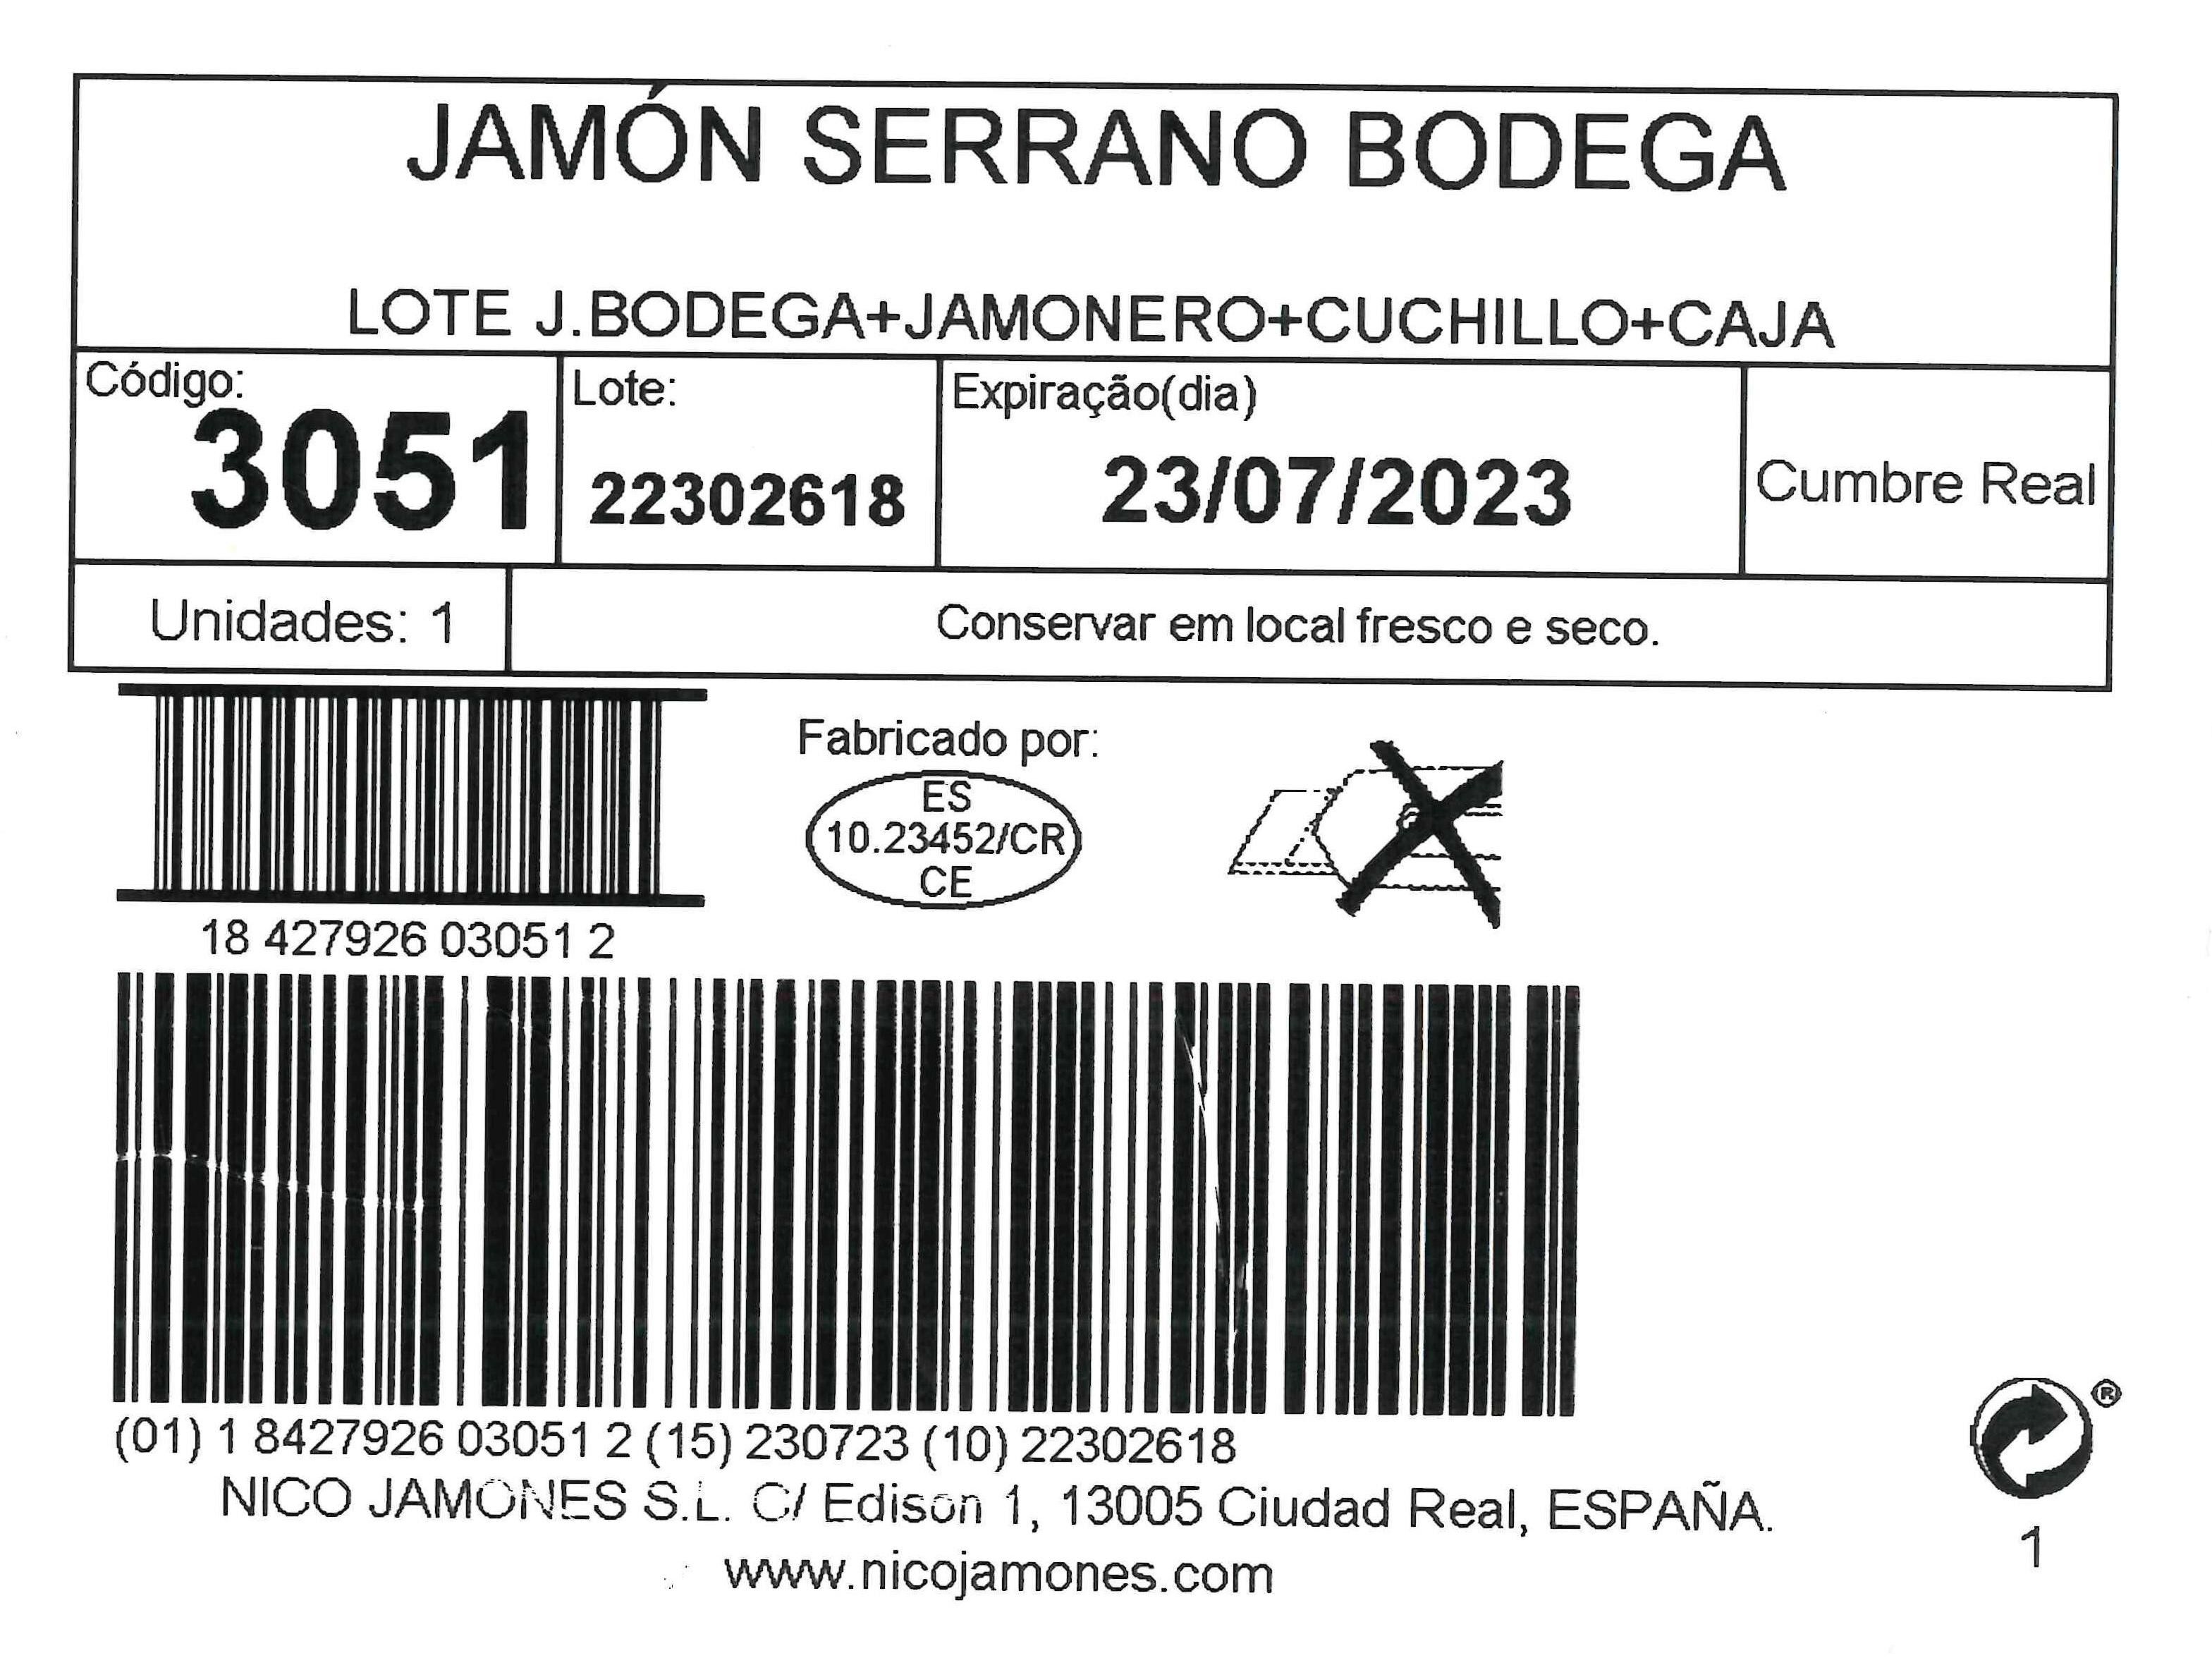 JAMÓN SERRANO BODEGA
LOTE J.BODEGA+JAMONERO+CUCHILLO+CAJA
Código:
3051
Lote:
22302618
Expiração(dia)
23/07/2023
Cumbre Real
Unidades: 1
Conservar em local fresco e seco.
18 427926 03051 2
Fabricado por:
ES
10.23452/CR
CE
(01) 1 8427926 03051 2 (15) 230723 (10) 22302618
NICO JAMONES S.L. C/ Edison 1, 13005 Ciudad Real, ESPAÑA.
www.nicojamones.com
®
1